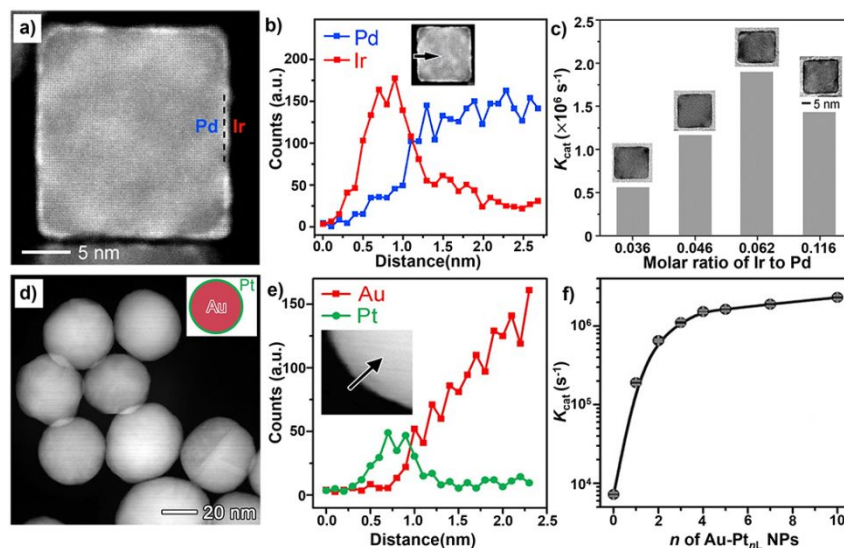 a)
Pd Ir
5 nm
b)
Pd
Ir
200
150
100
50
0
Counts (a.u.)
0.0 0.5 1.0 1.5 2.0 2.5
Distance(nm)
c)
2.5
2.0
1.5
1.0
0.5
0.0
Kcat (×10⁶ s⁻¹)
5 nm
0.036 0.046 0.062 0.116
Molar ratio of Ir to Pd
d)
Pt
Au
20 nm
e)
Au
Pt
150
100
50
0
Counts (a.u.)
0.0 0.5 1.0 1.5 2.0
Distance(nm)
f)
10⁶
10⁵
10⁴
Kcat (s⁻¹)
0 2 4 6 8 10
n of Au-PtnL NPs